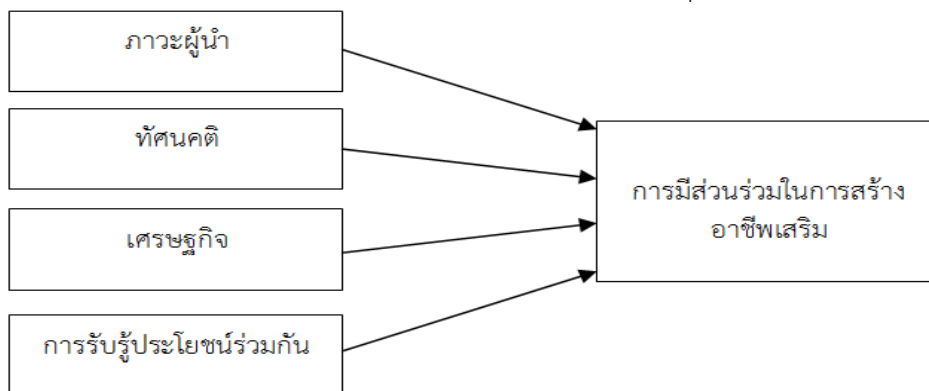 ภาวะผู้นำ
ทัศนคติ
เศรษฐกิจ
การรับรู้ประโยชน์ร่วมกัน
การมีส่วนร่วมในการสร้าง
อาชีพเสริม